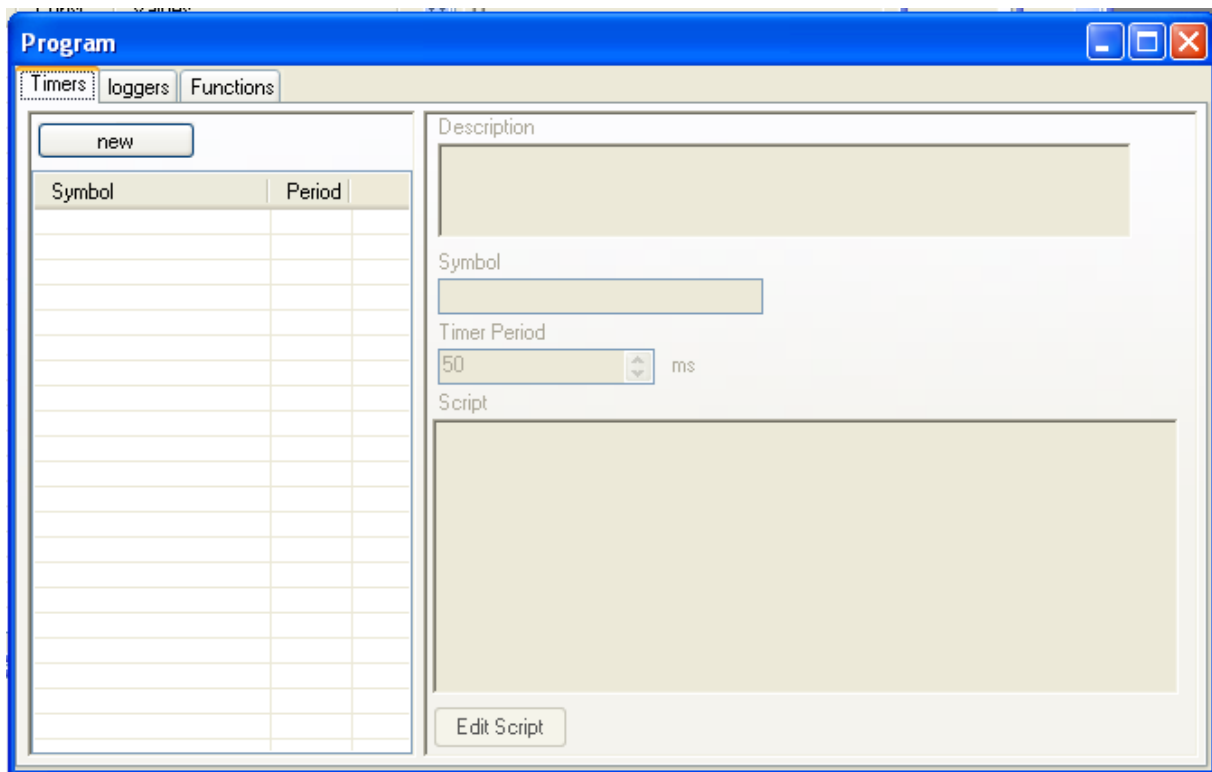 Program
Timers loggers Functions
new
Symbol Period
Description
Symbol
Timer Period
50 ms
Script
Edit Script